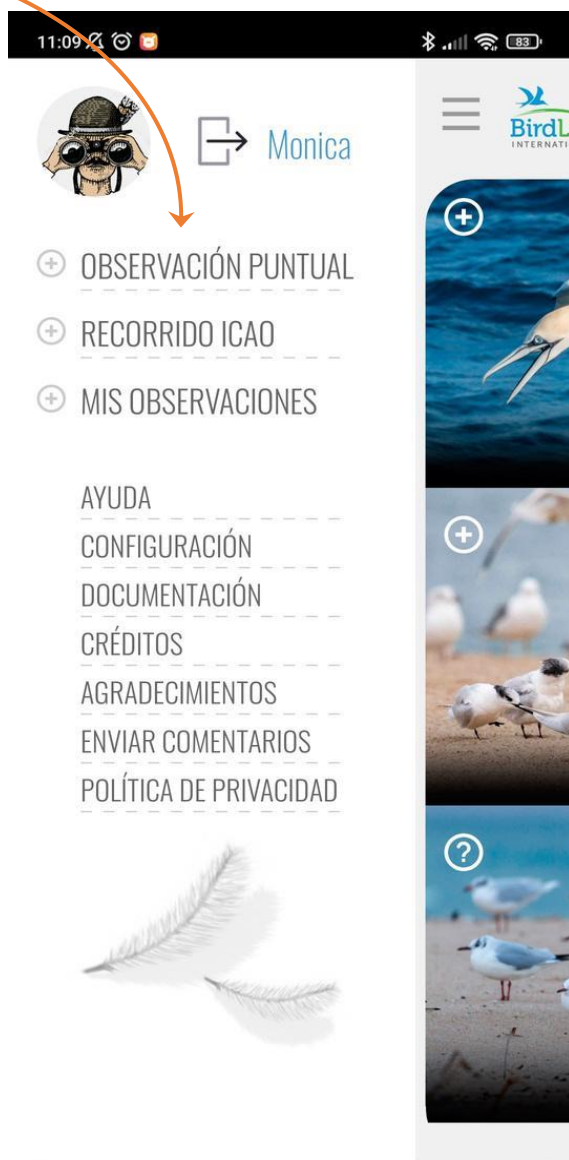 11:09
83
Monica
BirdL
INTERNATI
OBSERVACIÓN PUNTUAL
RECORRIDO ICAO
MIS OBSERVACIONES
AYUDA
CONFIGURACIÓN
DOCUMENTACIÓN
CRÉDITOS
AGRADECIMIENTOS
ENVIAR COMENTARIOS
POLÍTICA DE PRIVACIDAD